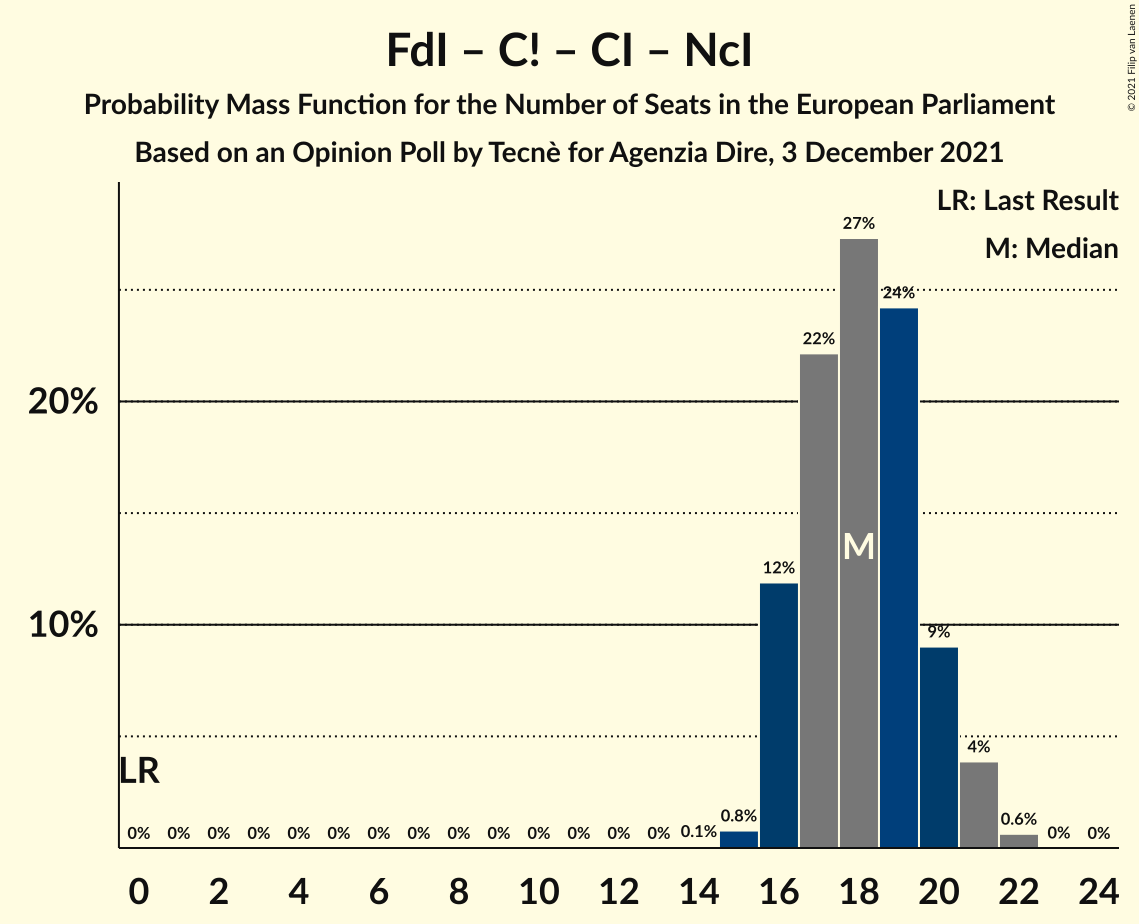 FdI – C! – CI – NcI
Probability Mass Function for the Number of Seats in the European Parliament
Based on an Opinion Poll by Tecnè for Agenzia Dire, 3 December 2021
© 2021 Filip van Laenen
LR: Last Result
M: Median
27%
24%
22%
20%
M
12%
10%
9%
4%
LR
0% 0% 0% 0% 0% 0% 0% 0% 0% 0% 0% 0% 0% 0% 0.1% 0.8% 0.6% 0% 0%
0 2 4 6 8 10 12 14 16 18 20 22 24